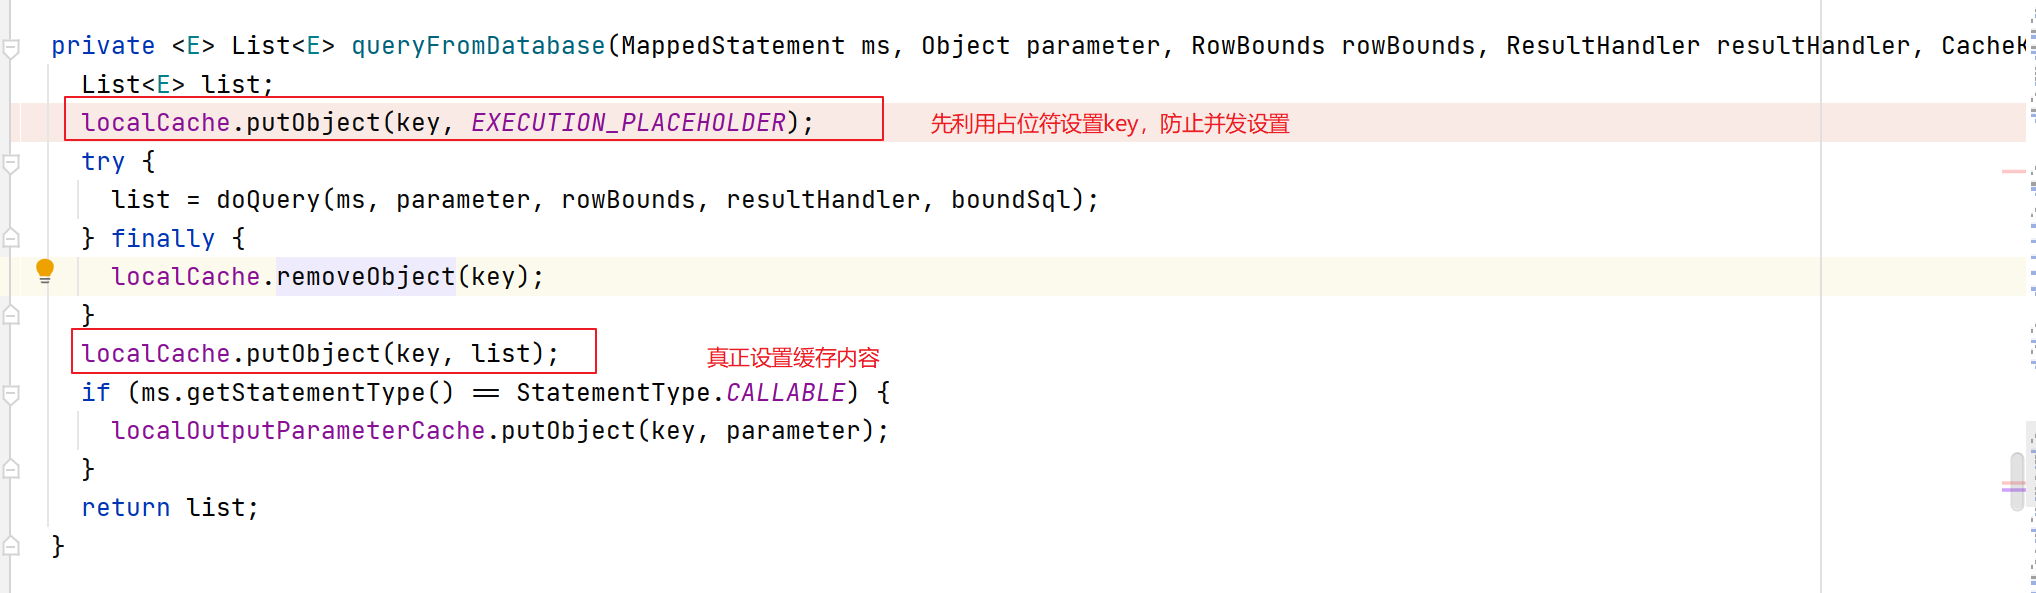 private <E> List<E> queryFromDatabase(MappedStatement ms, Object parameter, RowBounds rowBounds, ResultHandler resultHandler, CacheK
List<E> list;
localCache.putObject(key, EXECUTION_PLACEHOLDER); 先利用占位符设置key，防止并发设置
try {
list = doQuery(ms, parameter, rowBounds, resultHandler, boundSql);
} finally {
localCache.removeObject(key);
}
localCache.putObject(key, list); 真正设置缓存内容
if (ms.getStatementType() == StatementType.CALLABLE) {
localOutputParameterCache.putObject(key, parameter);
}
return list;
}